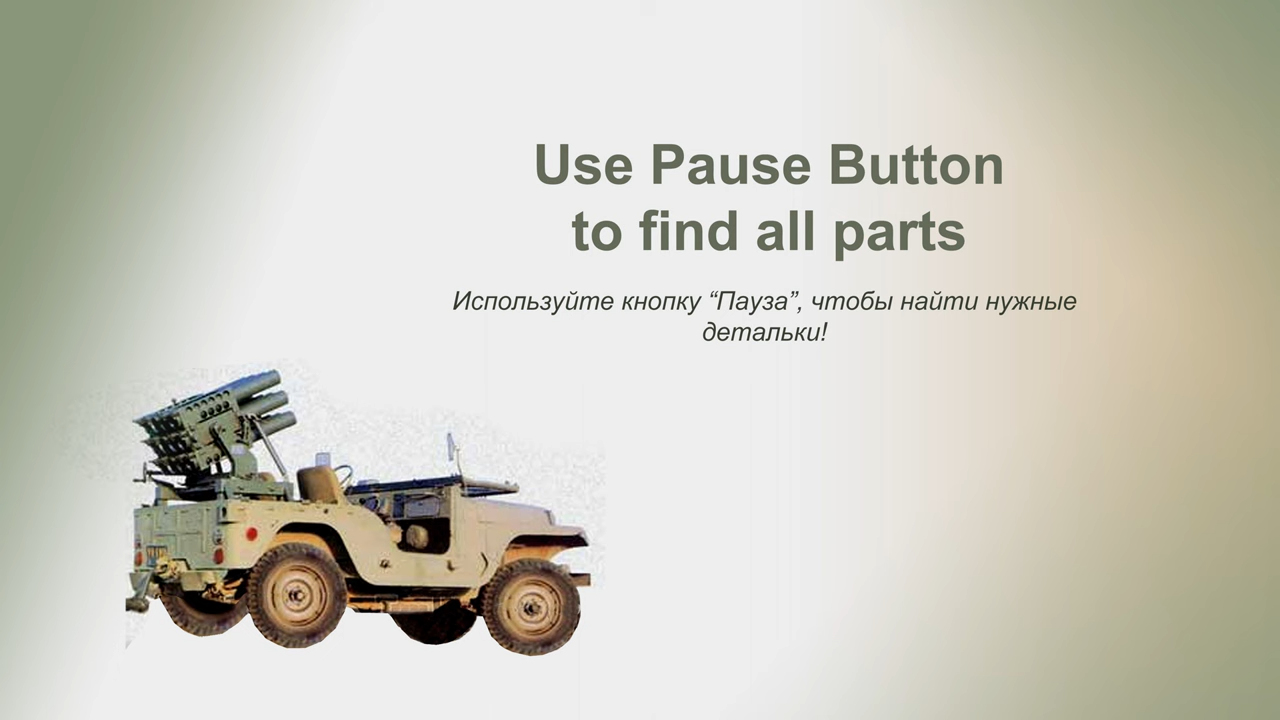 Use Pause Button
to find all parts
Используйте кнопку “Пауза”, чтобы найти нужные
детальки!